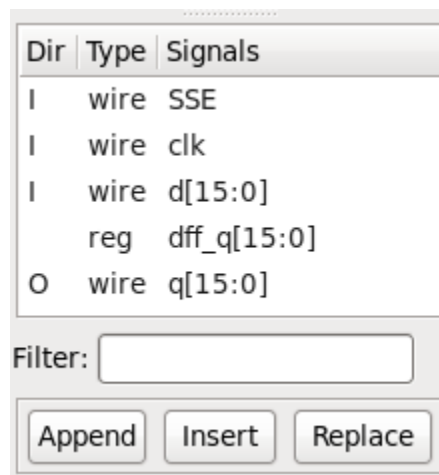 Dir Type Signals
I wire SSE
I wire clk
I wire d[15:0]
reg dff_q[15:0]
O wire q[15:0]
Filter:
Append Insert Replace